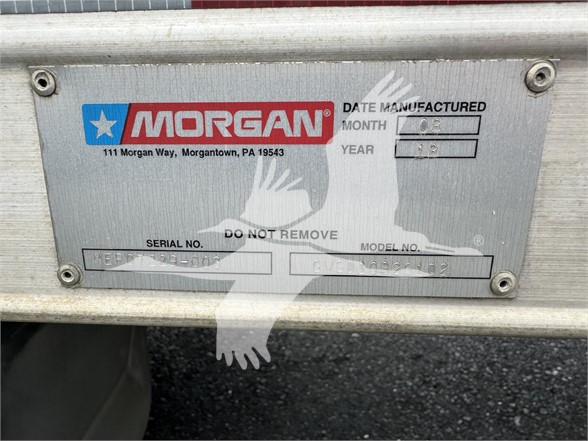 MORGAN®
111 Morgan Way, Morgantown, PA 19543
DATE MANUFACTURED
MONTH
YEAR
DO NOT REMOVE
SERIAL NO.
MODEL NO.
®